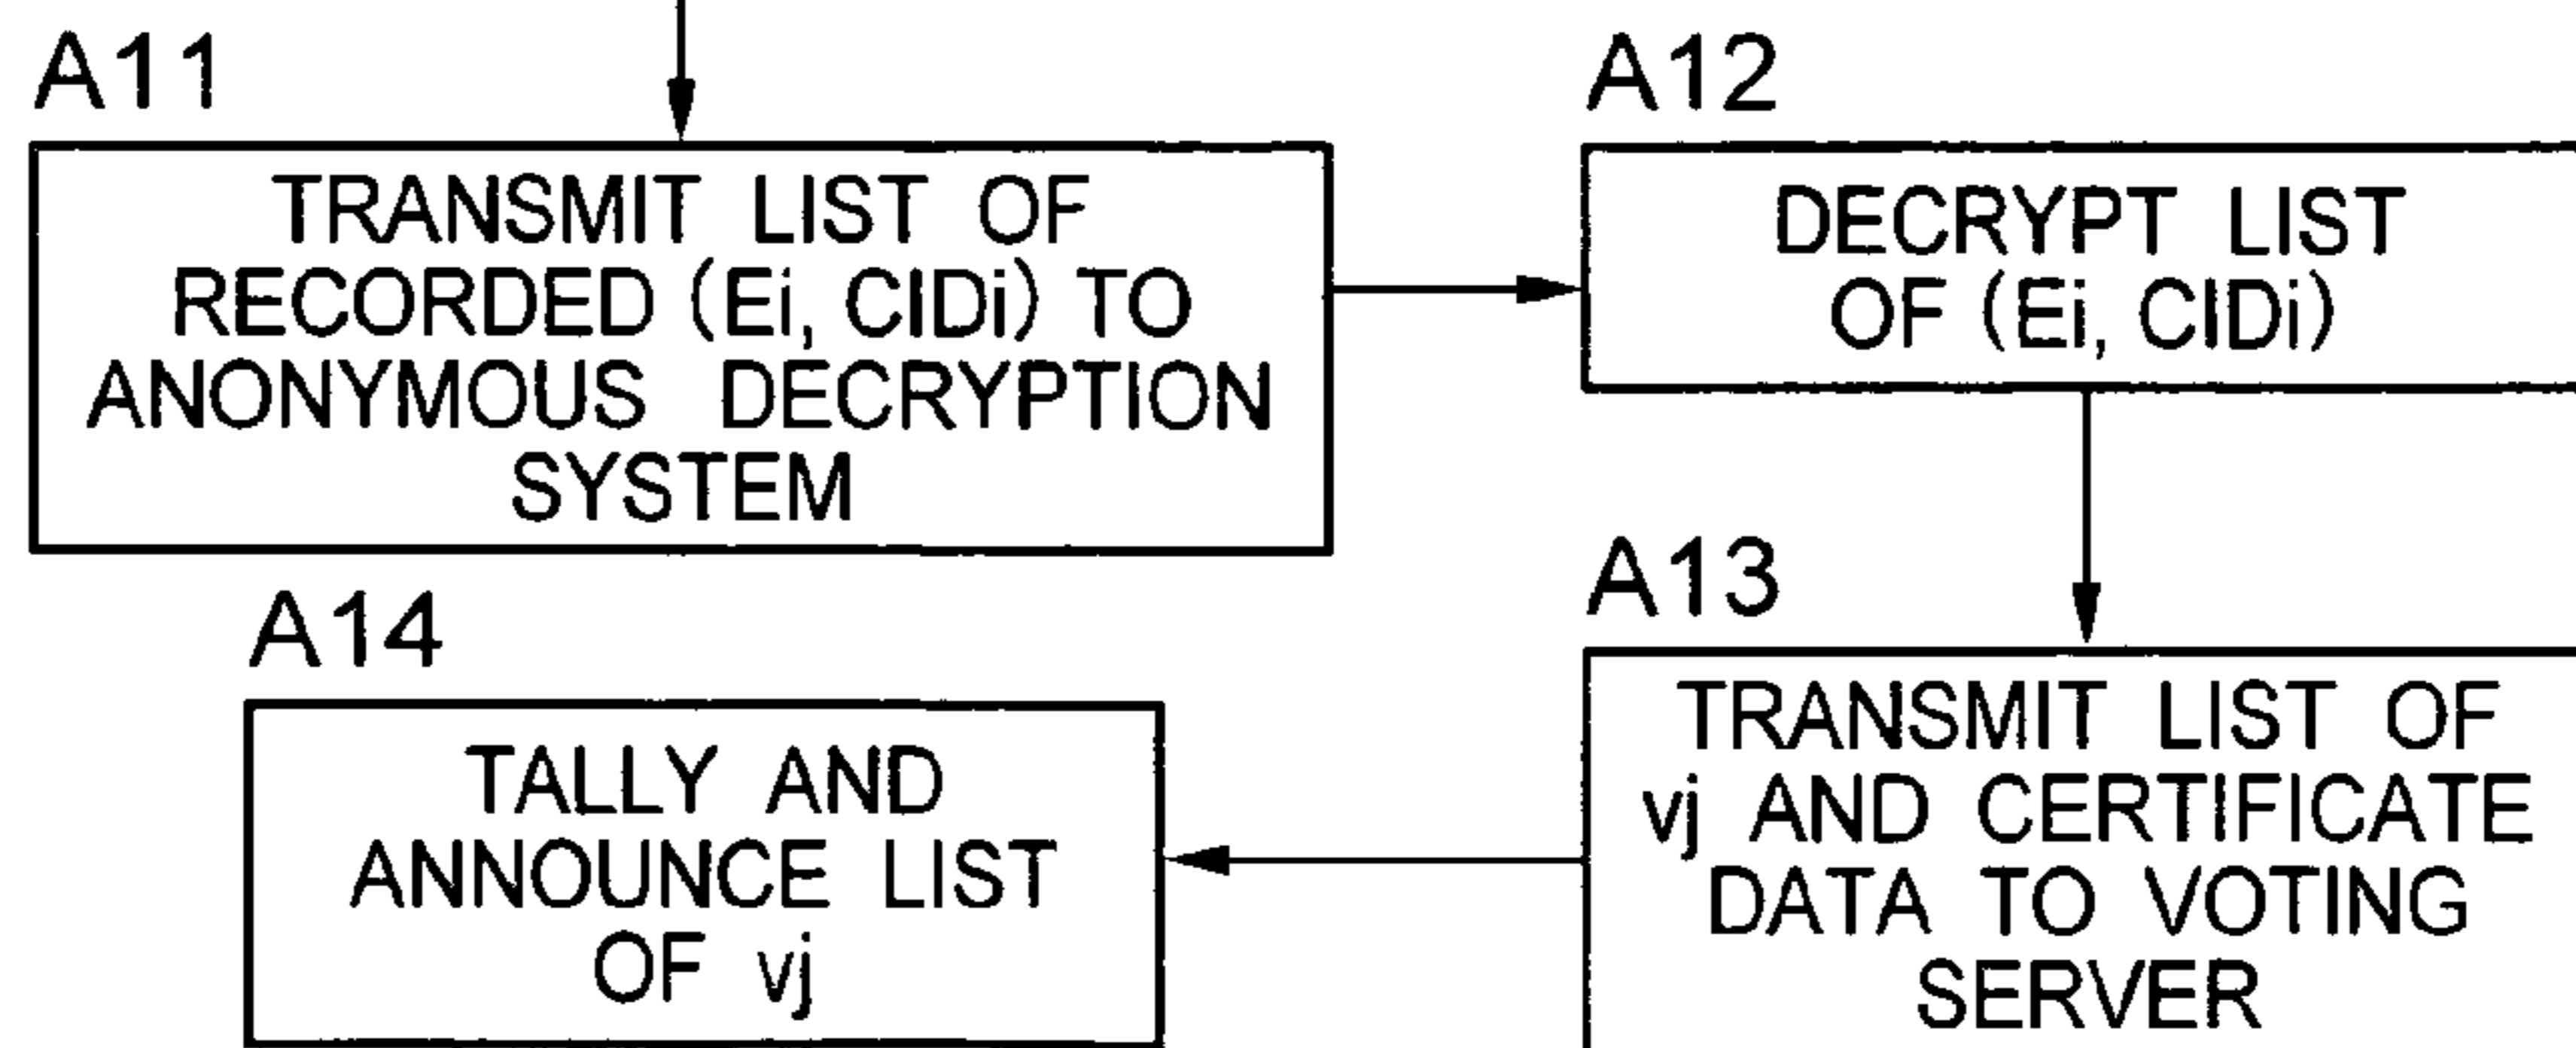 A11
TRANSMIT LIST OF
RECORDED (Ei, CIDi) TO
ANONYMOUS DECRYPTION
SYSTEM
A12
DECRYPT LIST
OF (Ei, CIDi)
A13
TRANSMIT LIST OF
vj AND CERTIFICATE
DATA TO VOTING
SERVER
A14
TALLY AND
ANNOUNCE LIST
OF vj